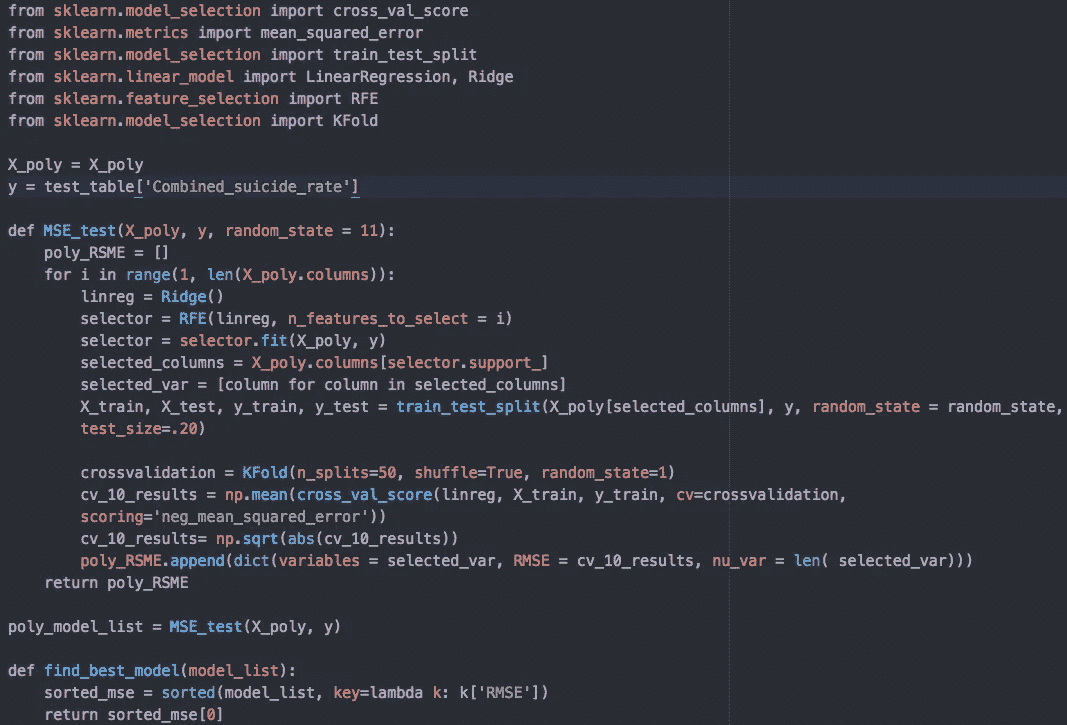 from sklearn.model_selection import cross_val_score
from sklearn.metrics import mean_squared_error
from sklearn.model_selection import train_test_split
from sklearn.linear_model import LinearRegression, Ridge
from sklearn.feature_selection import RFE
from sklearn.model_selection import KFold

X_poly = X_poly
y = test_table['Combined_suicide_rate']

def MSE_test(X_poly, y, random_state = 11):
    poly_RSME = []
    for i in range(1, len(X_poly.columns)):
        linreg = Ridge()
        selector = RFE(linreg, n_features_to_select = i)
        selector = selector.fit(X_poly, y)
        selected_columns = X_poly.columns[selector.support_]
        selected_var = [column for column in selected_columns]
        X_train, X_test, y_train, y_test = train_test_split(X_poly[selected_columns], y, random_state = random_state,
        test_size=.20)

        crossvalidation = KFold(n_splits=50, shuffle=True, random_state=1)
        cv_10_results = np.mean(cross_val_score(linreg, X_train, y_train, cv=crossvalidation,
        scoring='neg_mean_squared_error'))
        cv_10_results= np.sqrt(abs(cv_10_results))
        poly_RSME.append(dict(variables = selected_var, RMSE = cv_10_results, nu_var = len( selected_var)))
    return poly_RSME

poly_model_list = MSE_test(X_poly, y)

def find_best_model(model_list):
    sorted_mse = sorted(model_list, key=lambda k: k['RMSE'])
    return sorted_mse[0]